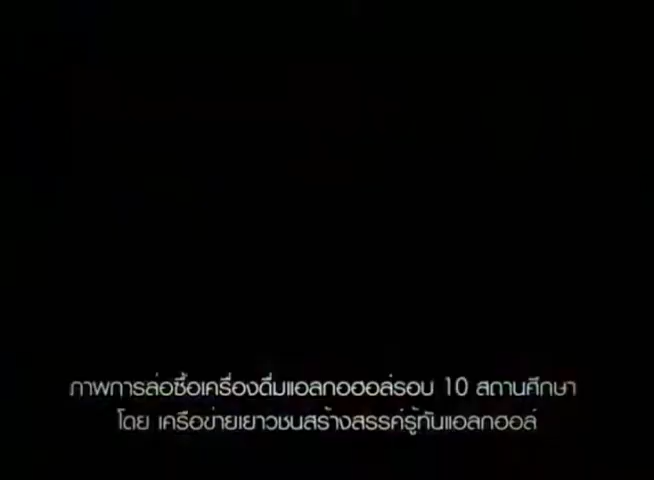 ภาพการล่อซื้อเครื่องดื่มแอลกอฮอล์รอบ 10 สถานศึกษา
โดย เครือข่ายเยาวชนสร้างสรรค์รู้ทันแอลกอฮอล์